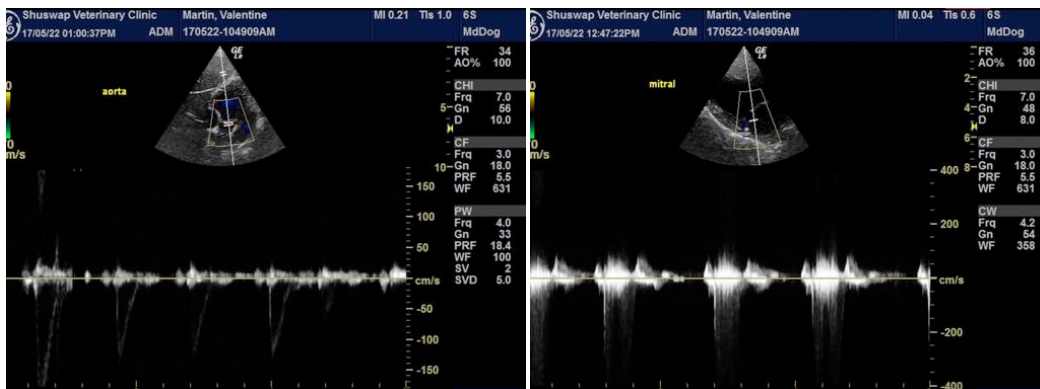 Shuswap Veterinary Clinic
Martin, Valentine
MI 0.21
TIs 1.0
6S
17/05/22 01:00:37PM
ADM
170522-104909AM
MdDog
aorta
5
10
cm/s
150
100
50
cm/s
-50
-100
-150
FR 34
AO% 100
CHI
Frq 7.0
Gn 56
D 10.0
CF
Frq 3.0
Gn 18.0
PRF 5.5
WF 631
PW
Frq 4.0
Gn 33
PRF 18.4
WF 100
SV 2
SVD 5.0
Shuswap Veterinary Clinic
Martin, Valentine
MI 0.04
TIs 0.6
6S
17/05/22 12:47:22PM
ADM
170522-104909AM
MdDog
mitral
2
4
6
8
cm/s
400
200
cm/s
-200
-400
FR 36
AO% 100
CHI
Frq 7.0
Gn 48
D 8.0
CF
Frq 3.0
Gn 18.0
PRF 5.5
WF 631
CW
Frq 4.2
Gn 54
WF 358